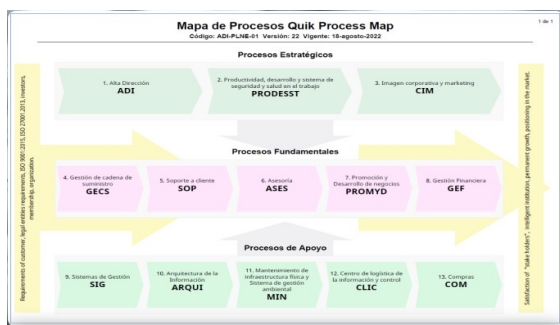 Mapa de Procesos Quik Process Map
1 de 1
Código: ADI-PLNE-01 Versión: 22 Vigente: 18-agosto-2022
Procesos Estratégicos
1. Alta Dirección
ADI
2. Productividad, desarrollo y sistema de
seguridad y salud en el trabajo
PRODESST
3. Imagen corporativa y marketing
CIM
Requirements of customer, legal entities requirements, ISO 9001:2015, ISO 27001:2013, investors,
membership, organization.
Procesos Fundamentales
4. Gestión de cadena de
suministro
GECS
5. Soporte a cliente
SOP
6. Asesoría
ASES
7. Promoción y
Desarrollo de negocios
PROMYD
8. Gestión Financiera
GEF
Satisfaction of "stake holders", intelligent institution, permanent growth, positioning in the market.
Procesos de Apoyo
9. Sistemas de Gestión
SIG
10. Arquitectura de la
Información
ARQUI
11. Mantenimiento de
infraestructura física y
Sistema de gestión
ambiental
MIN
12. Centro de logística de
la información y control
CLIC
13. Compras
COM